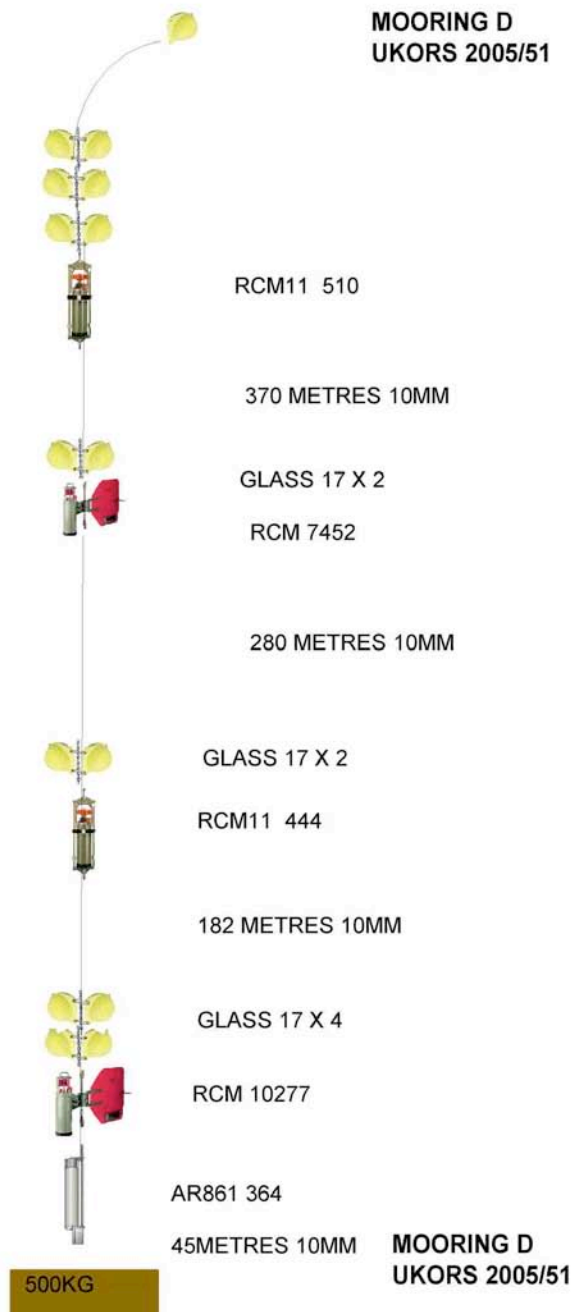 MOORING D
UKORS 2005/51
RCM11 510
370 METRES 10MM
GLASS 17 X 2
RCM 7452
280 METRES 10MM
GLASS 17 X 2
RCM11 444
182 METRES 10MM
GLASS 17 X 4
RCM 10277
AR861 364
45METRES 10MM
MOORING D
UKORS 2005/51
500KG